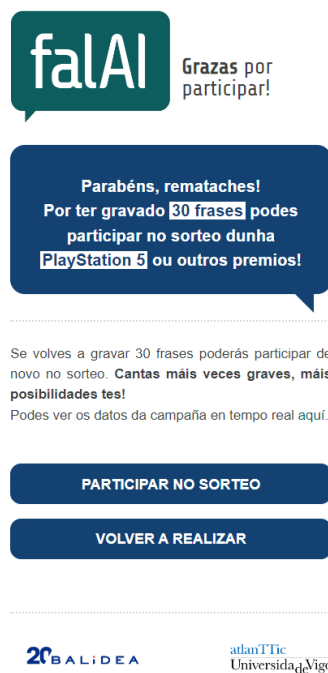 falAI
Grazas por
participar!
Parabéns, remataches!
Por ter gravado 30 frases podes
participar no sorteo dunha
PlayStation 5 ou outros premios!
Se volves a gravar 30 frases poderás participar de
novo no sorteo. Cantas máis veces graves, máis
posibilidades tes!
Podes ver os datos da campaña en tempo real aquí.
PARTICIPAR NO SORTEO
VOLVER A REALIZAR
20 BALiDEA
atlanTTic
Universidade Vigo